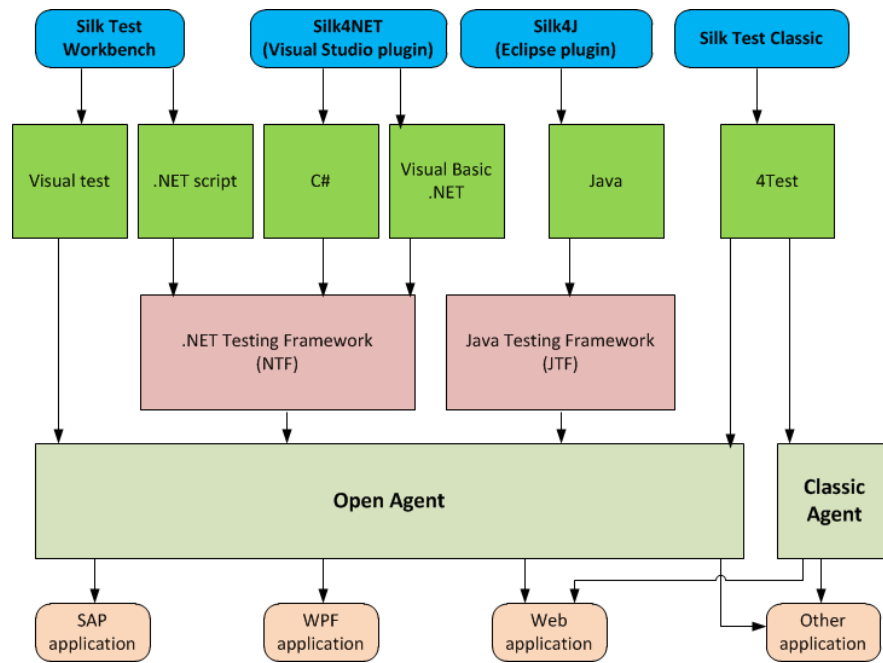 Silk Test
Workbench
Silk4NET
(Visual Studio plugin)
Silk4J
(Eclipse plugin)
Silk Test Classic
Visual test
.NET script
C#
Visual Basic
.NET
Java
4Test
.NET Testing Framework
(NTF)
Java Testing Framework
(JTF)
Open Agent
Classic
Agent
SAP
application
WPF
application
Web
application
Other
application